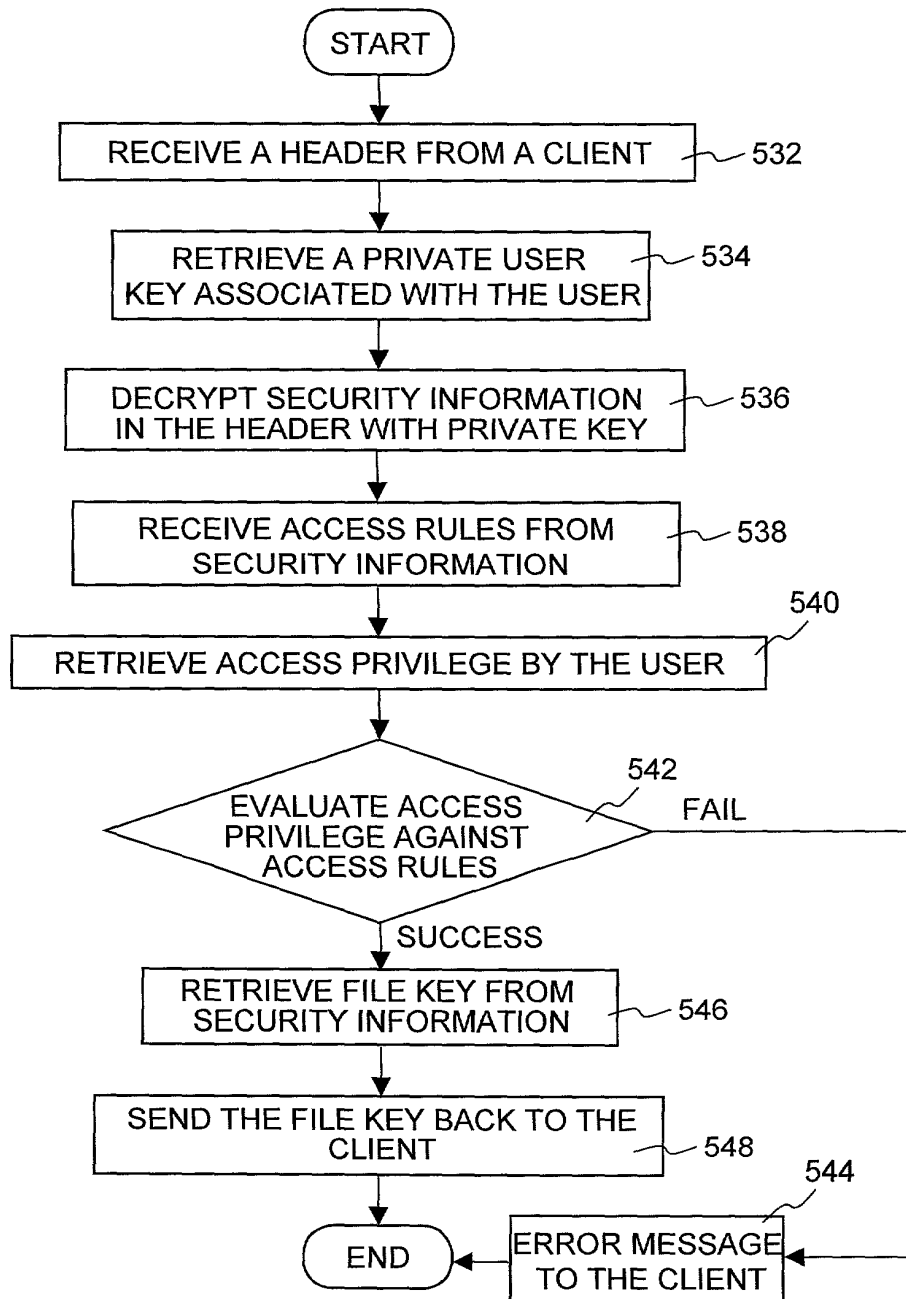 START
RECEIVE A HEADER FROM A CLIENT
532
RETRIEVE A PRIVATE USER
KEY ASSOCIATED WITH THE USER
534
DECRYPT SECURITY INFORMATION
IN THE HEADER WITH PRIVATE KEY
536
RECEIVE ACCESS RULES FROM
SECURITY INFORMATION
538
540
RETRIEVE ACCESS PRIVILEGE BY THE USER
542
EVALUATE ACCESS
PRIVILEGE AGAINST
ACCESS RULES
FAIL
SUCCESS
RETRIEVE FILE KEY FROM
SECURITY INFORMATION
546
SEND THE FILE KEY BACK TO THE
CLIENT
548
544
END
ERROR MESSAGE
TO THE CLIENT